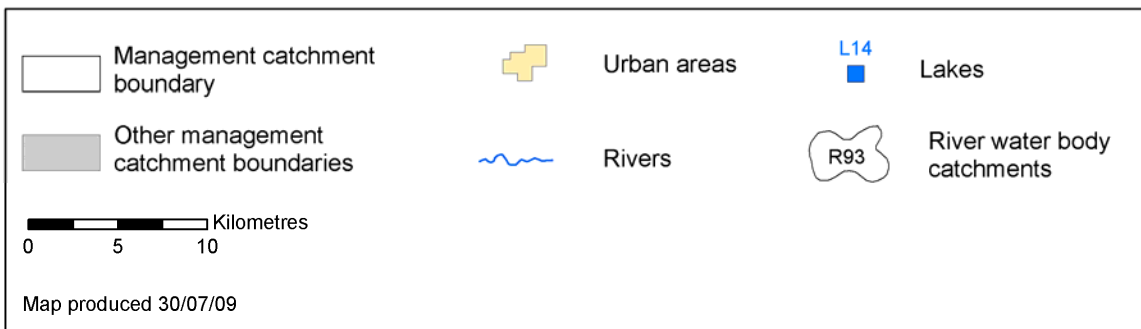 Management catchment
boundary
Urban areas
L14
Lakes
Other management
catchment boundaries
Rivers
R93
River water body
catchments
Kilometres
0 5 10
Map produced 30/07/09